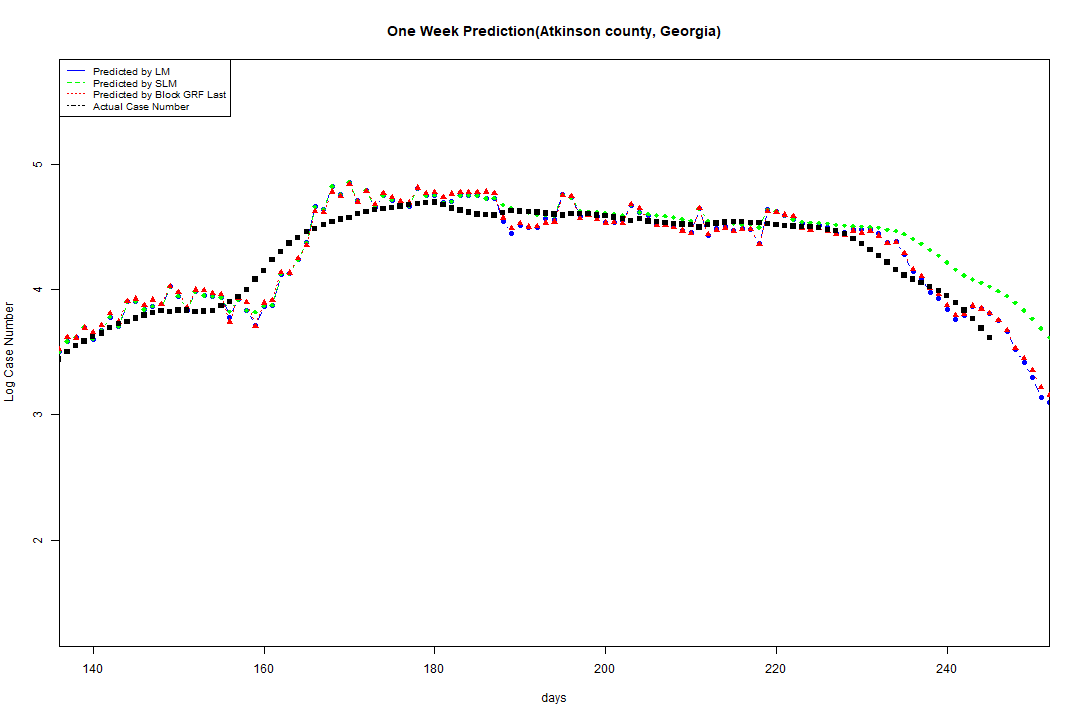 One Week Prediction(Atkinson county, Georgia)
Predicted by LM
Predicted by SLM
Predicted by Block GRF Last
Actual Case Number
5
4
3
2
Log Case Number
140 160 180 200 220 240
days